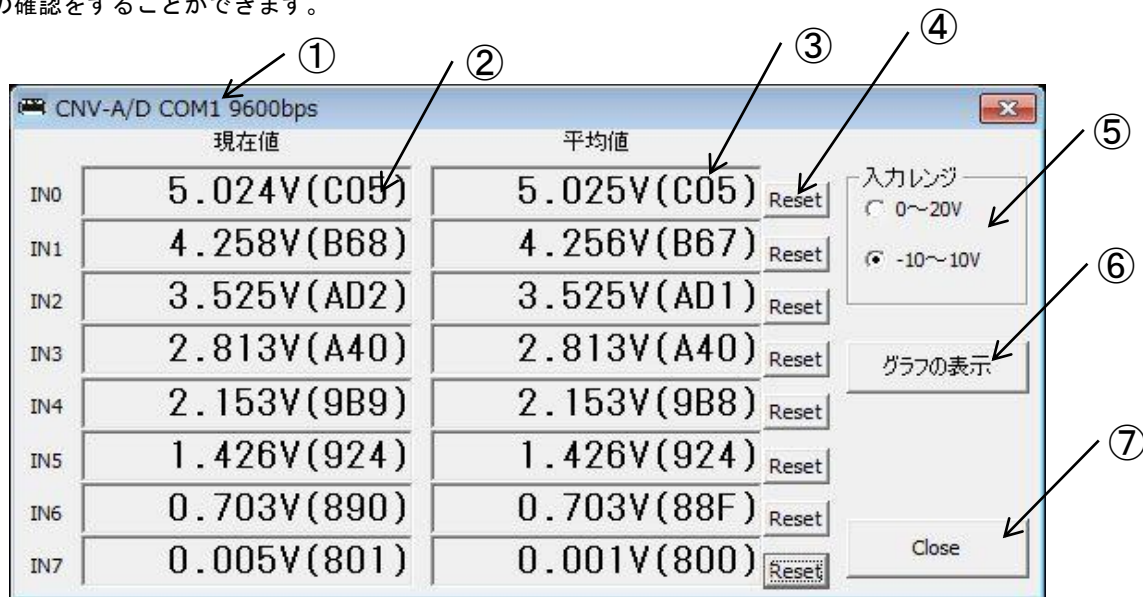 の確認をすることができます。
① ② ③ ④
CNV-A/D COM1 9600bps
現在値 平均値
⑤
IN0 5.024V(C05) 5.025V(C05) Reset
入力レンジ
0～20V
IN1 4.258V(B68) 4.256V(B67) Reset
-10～10V
⑥
IN2 3.525V(AD2) 3.525V(AD1) Reset
IN3 2.813V(A40) 2.813V(A40) Reset
グラフの表示
IN4 2.153V(9B9) 2.153V(9B8) Reset
⑦
IN5 1.426V(924) 1.426V(924) Reset
IN6 0.703V(890) 0.703V(88F) Reset
Close
IN7 0.005V(801) 0.001V(800) Reset